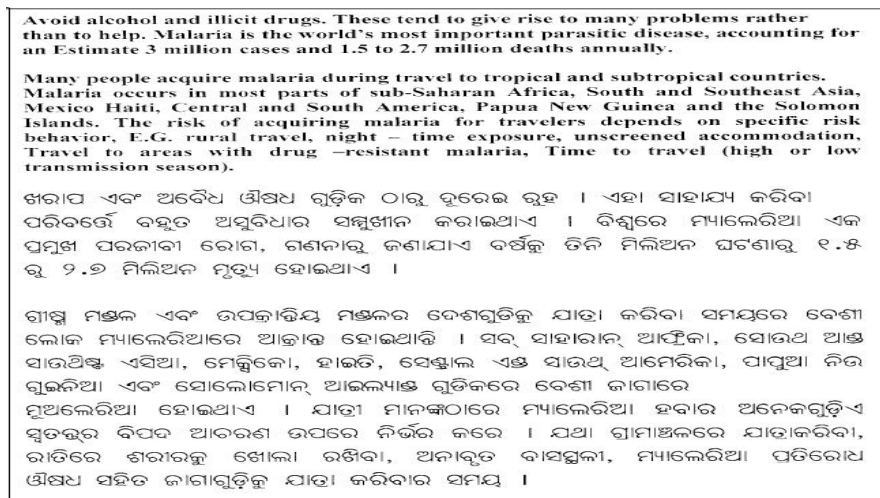 Avoid alcohol and illicit drugs. These tend to give rise to many problems rather
than to help. Malaria is the world's most important parasitic disease, accounting for
an Estimate 3 million cases and 1.5 to 2.7 million deaths annually.
Many people acquire malaria during travel to tropical and subtropical countries.
Malaria occurs in most parts of sub-Saharan Africa, South and Southeast Asia,
Mexico Haiti, Central and South America, Papua New Guinea and the Solomon
Islands. The risk of acquiring malaria for travelers depends on specific risk
behavior, E.G. rural travel, night – time exposure, unscreened accommodation,
Travel to areas with drug –resistant malaria, Time to travel (high or low
transmission season).
ଖରାପ ଏବଂ ଅବୈଧ ଔଷଧ ଗୁଡ଼ିକ ଠାରୁ ଦୂରେଇ ରୁହ । ଏହା ସାହାଯ୍ୟ କରିବା
ପରିବର୍ତ୍ତେ ବହୁତ ଅସୁବିଧାର ସମ୍ମୁଖୀନ କରାଇଥାଏ । ବିଶ୍ୱରେ ମ୍ୟାଲେରିଆ ଏକ
ପ୍ରମୁଖ ପରଜୀବୀ ରୋଗ, ଗଣନାରୁ ଜଣାଯାଏ ବର୍ଷକୁ ତିନି ମିଲିଅନ ଘଟଣାରୁ ୧.୫
ରୁ ୨.୭ ମିଲିଅନ ମୃତ୍ୟୁ ହୋଇଥାଏ ।
ଗ୍ରୀଷ୍ମ ମଣ୍ଡଳ ଏବଂ ଉପକ୍ରାନ୍ତିୟ ମଣ୍ଡଳର ଦେଶଗୁଡିକୁ ଯାତ୍ରା କରିବା ସମୟରେ ବେଶୀ
ଲୋକ ମ୍ୟାଲେରିଆରେ ଆକ୍ରାନ୍ତ ହୋଇଥାନ୍ତି । ସବ୍ ସାହାରାନ୍ ଆଫ୍ରିକା, ସୋଉଥ ଆଣ୍ଡ
ସାଉଥିଷ୍ଟ ଏସିଆ, ମେକ୍ସିକୋ, ହାଇତି, ସେଣ୍ଟ୍ରାଲ ଏଣ୍ଡ ସାଉଥ୍ ଆମେରିକା, ପାପୁଆ ନିଉ
ଗୁଇନିଆ ଏବଂ ସୋଲୋମୋନ୍ ଆଇଲ୍ୟାଣ୍ଡ ଗୁଡିକରେ ବେଶୀ ଜାଗାରେ
ମୂଅଲେରିଆ ହୋଇଥାଏ । ଯାତ୍ରୀ ମାନଙ୍କଠାରେ ମ୍ୟାଲେରିଆ ହବାର ଅନେକଗୁଡ଼ିଏ
ସ୍ୱତନ୍ତ୍ର ବିପଦ ଆଚରଣ ଉପରେ ନିର୍ଭର କରେ । ଯଥା ଗ୍ରାମାଞ୍ଚଳରେ ଯାତ୍ରାକରିବୀ,
ରାତିରେ ଶରୀରକୁ ଖୋଲା ରଖିବା, ଅନାବୃତ ବାସସ୍ଥଳୀ, ମ୍ୟାଲେରିଆ ପ୍ରତିରୋଧ
ଔଷଧ ସହିତ ଜାଗାଗୁଡ଼ିକୁ ଯାତ୍ରା କରିବାର ସମୟ ।